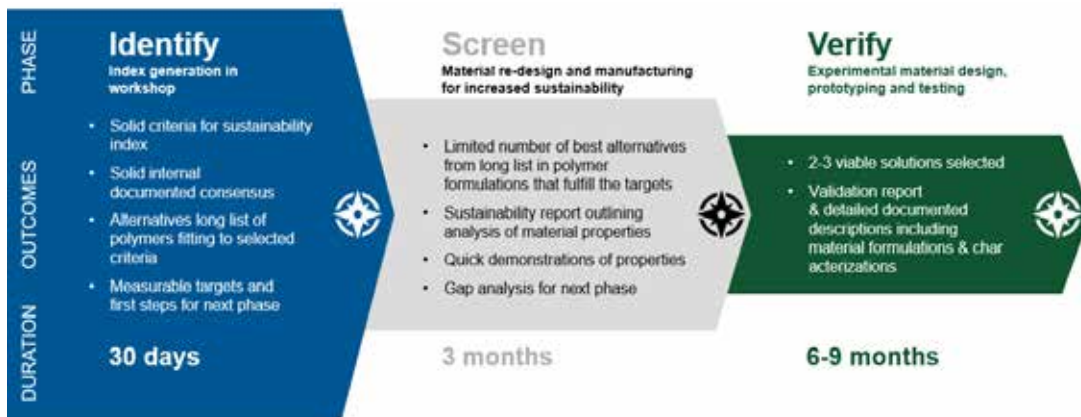 PHASE
OUTCOMES
DURATION
Identify
Index generation in
workshop
• Solid criteria for sustainability
index
• Solid internal
documented consensus
• Alternatives long list of
polymers fitting to selected
criteria
• Measurable targets and
first steps for next phase
30 days
Screen
Material re-design and manufacturing
for increased sustainability
• Limited number of best alternatives
from long list in polymer
formulations that fulfill the targets
• Sustainability report outlining
analysis of material properties
• Quick demonstrations of properties
• Gap analysis for next phase
3 months
Verify
Experimental material design,
prototyping and testing
• 2-3 viable solutions selected
• Validation report
& detailed documented
descriptions including
material formulations & char
acterizations
6-9 months